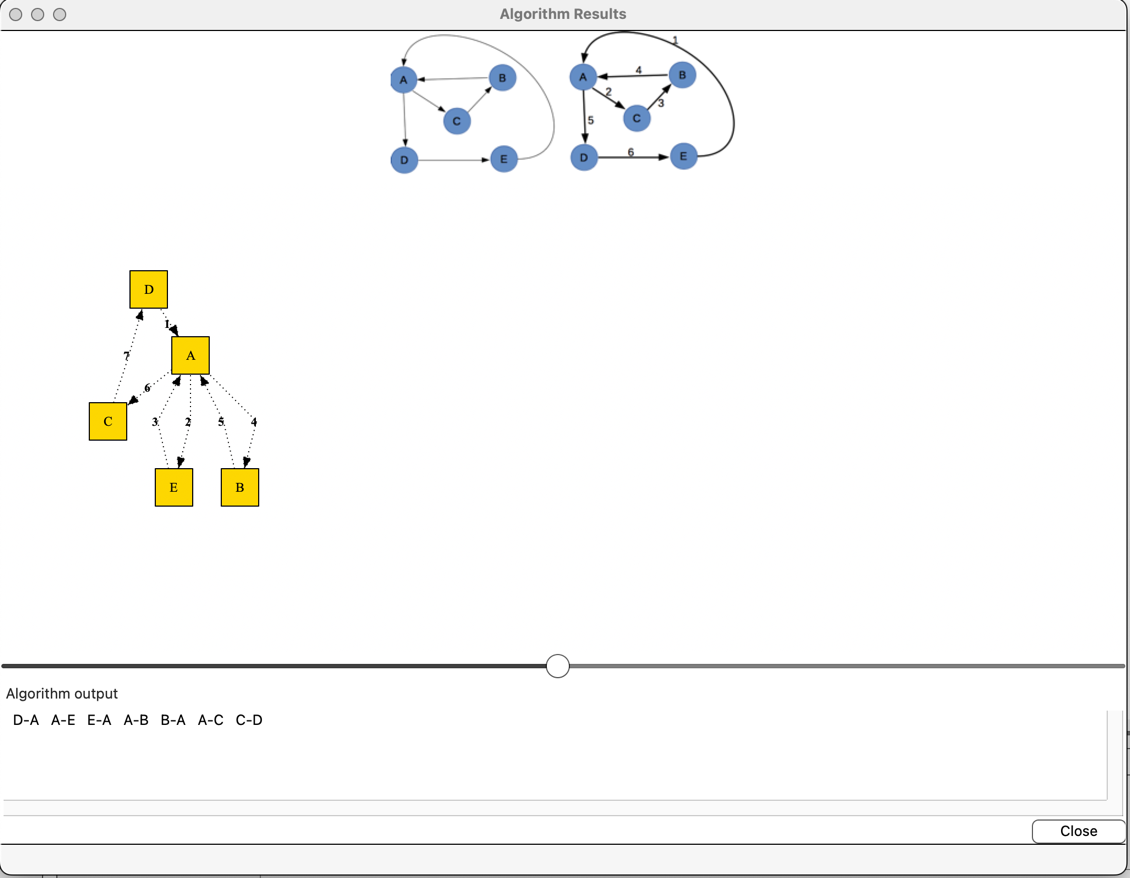 Algorithm Results
1
A
B
4
2
3
C
5
D
6
E
A
B
C
D
E
D
1
A
7
6
C
3
2
5
4
E
B
Algorithm output
D-A A-E E-A A-B B-A A-C C-D
Close